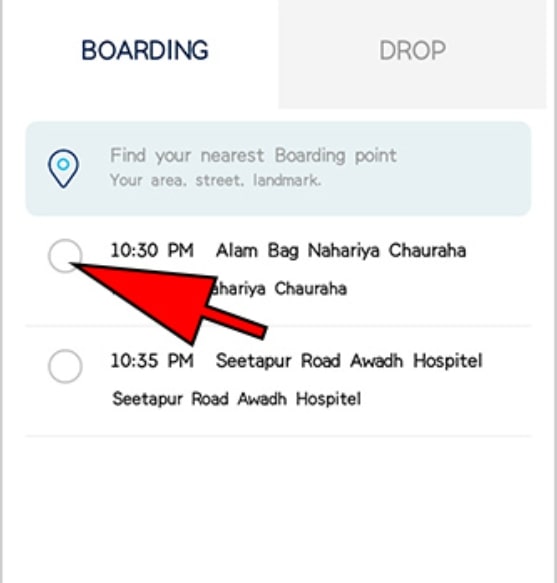 BOARDING DROP
Find your nearest Boarding point
Your area, street, landmark.
10:30 PM Alam Bag Nahariya Chauraha
ahariya Chauraha
10:35 PM Seetapur Road Awadh Hospitel
Seetapur Road Awadh Hospitel